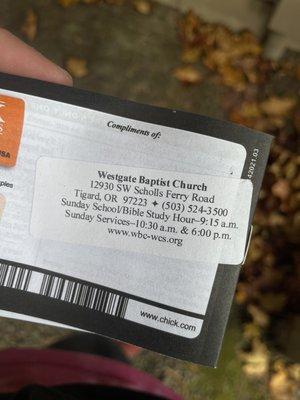 Compliments of:
Westgate Baptist Church
12930 SW Scholls Ferry Road
Tigard, OR 97223 ✦ (503) 524-3500
Sunday School/Bible Study Hour–9:15 a.m.
Sunday Services–10:30 a.m. & 6:00 p.m.
www.wbc-wcs.org
www.chick.com